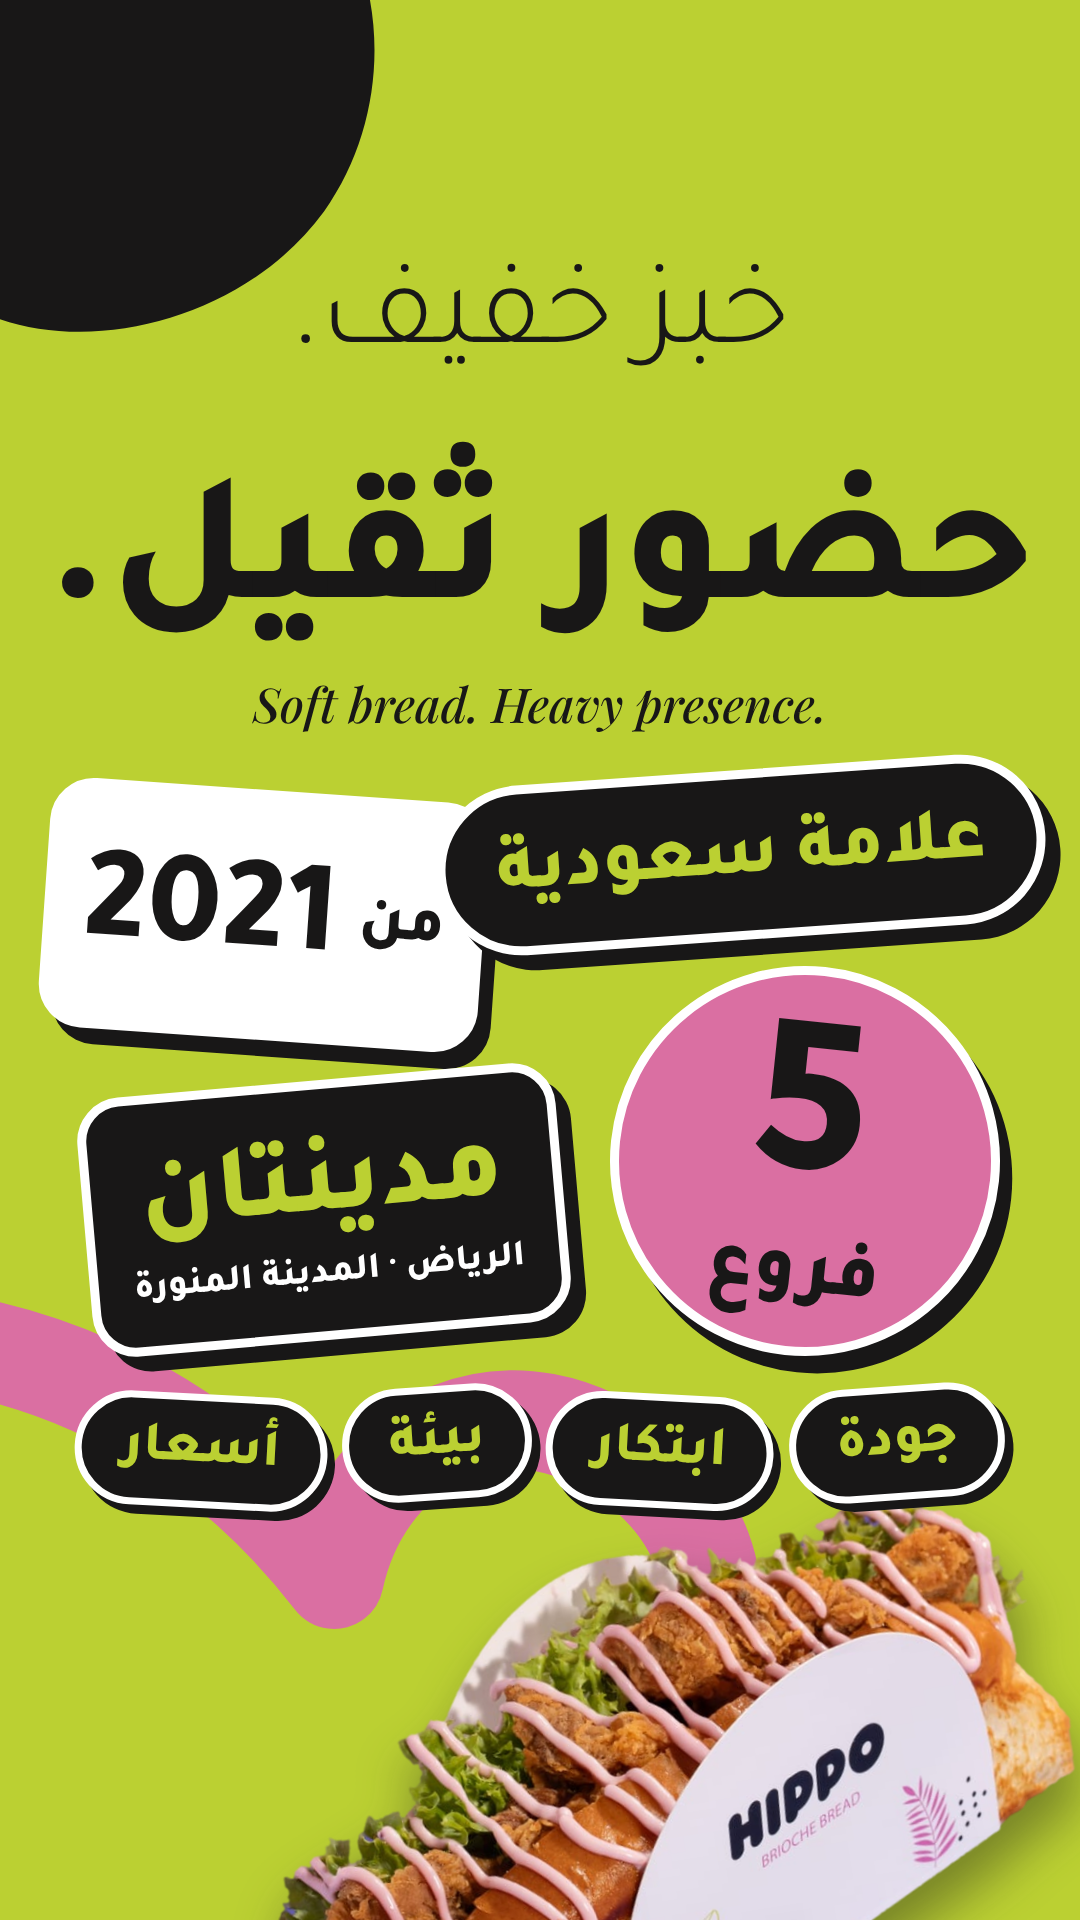 خبز خفيف.
حضور ثقيل.
Soft bread. Heavy presence.
علامة سعودية
من 2021
5
فروع
مدينتان
الرياض · المدينة المنورة
جودة
ابتكار
بيئة
أسعار
HIPPO
BRIOCHE BREAD